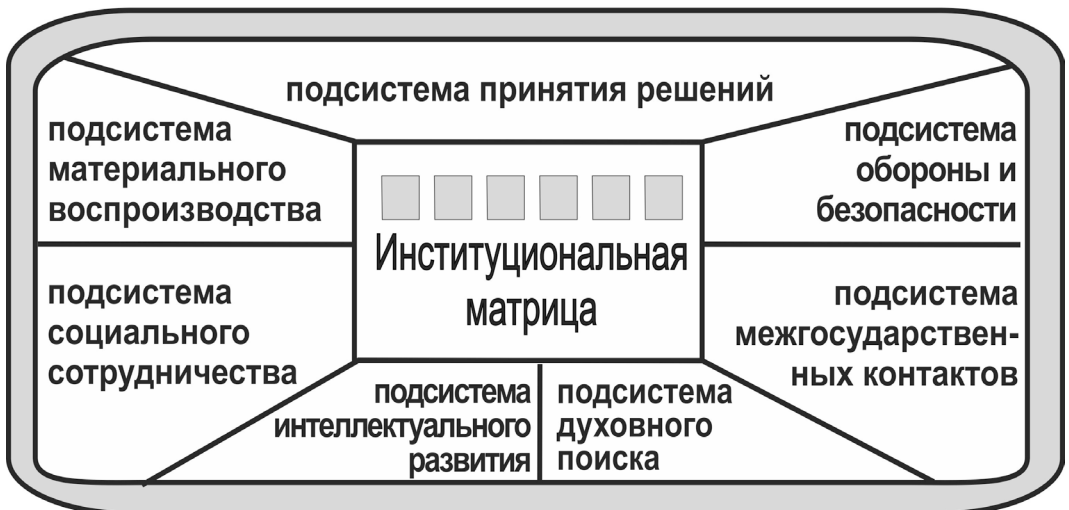 подсистема принятия решений
подсистема
материального
воспроизводства
подсистема
обороны и
безопасности
Институциональная
матрица
подсистема
социального
сотрудничества
подсистема
межгосударствен-
ных контактов
подсистема
интеллектуального
развития
подсистема
духовного
поиска